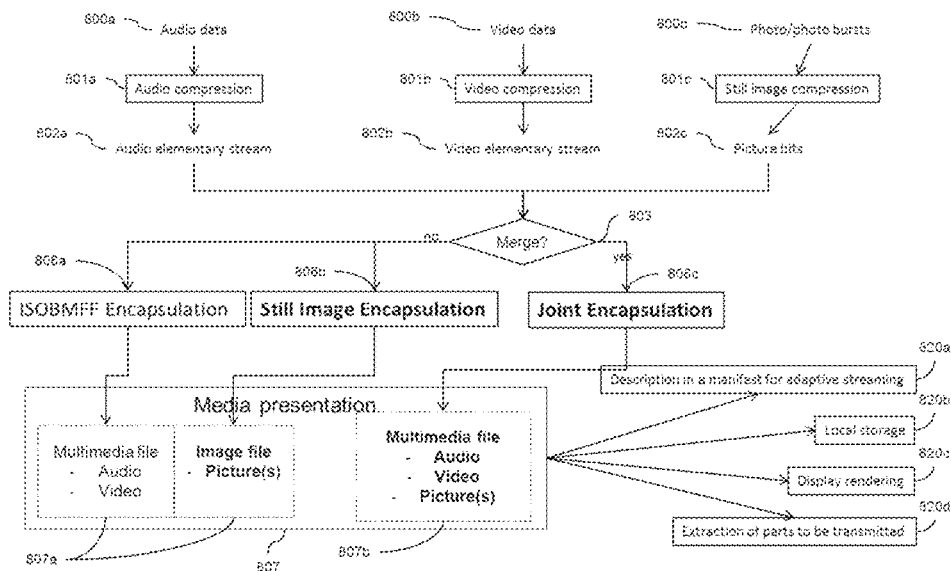 800a
Audio data
800b
Video data
800c
Photo/photo bursts
801a
Audio compression
801b
Video compression
801c
Still image compression
802a
Audio elementary stream
802b
Video elementary stream
802c
Picture bits
803
Merge?
no
yes
806a
806b
806c
ISOBMFF Encapsulation
Still Image Encapsulation
Joint Encapsulation
820a
Description in a manifest for adaptive streaming
820b
Local storage
820c
Display rendering
820d
Extraction of parts to be transmitted
Media presentation
Multimedia file
- Audio
- Video
Image file
- Picture(s)
Multimedia file
- Audio
- Video
- Picture(s)
807a
807
807b